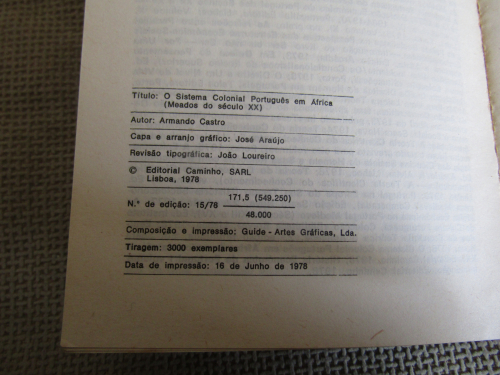 Título: O Sistema Colonial Português em Africa
(Meados do século XX)
Autor: Armando Castro
Capa e arranjo gráfico: José Araújo
Revisão tipográfica: João Loureiro
© Editorial Caminho, SARL
Lisboa, 1978
171,5 (549.250)
N.º de edição: 15/78
48.000
Composição e impressão: Guide - Artes Gráficas, Lda.
Tiragem: 3000 exemplares
Data de impressão: 16 de Junho de 1978